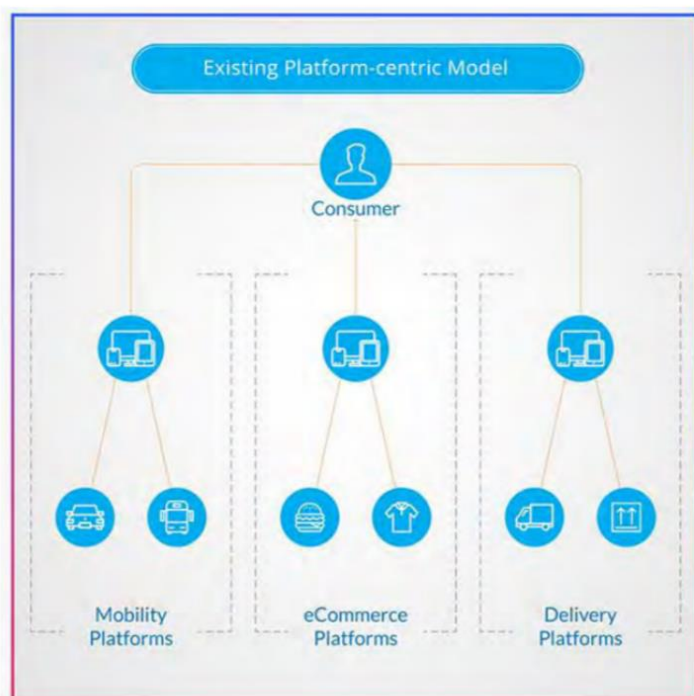 Existing Platform-centric Model
Consumer
Mobility
Platforms
eCommerce
Platforms
Delivery
Platforms